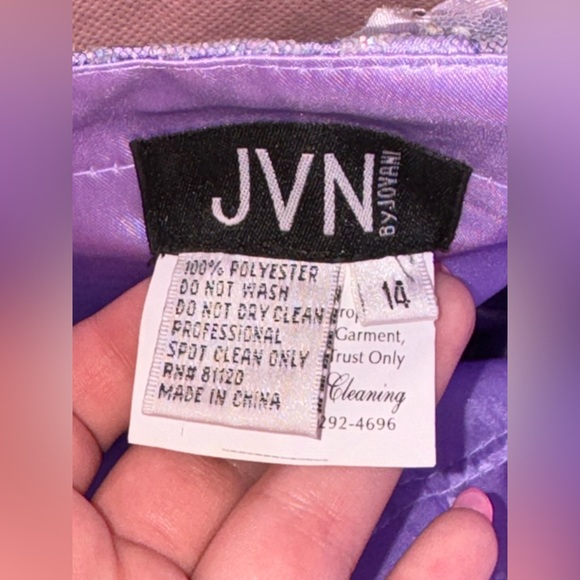 JVN
By JOVANI
100% POLYESTER
DO NOT WASH
DO NOT DRY CLEAN
PROFESSIONAL
SPOT CLEAN ONLY
RN# 81120
MADE IN CHINA
14
Garment,
Trust Only
Cleaning
292-4696